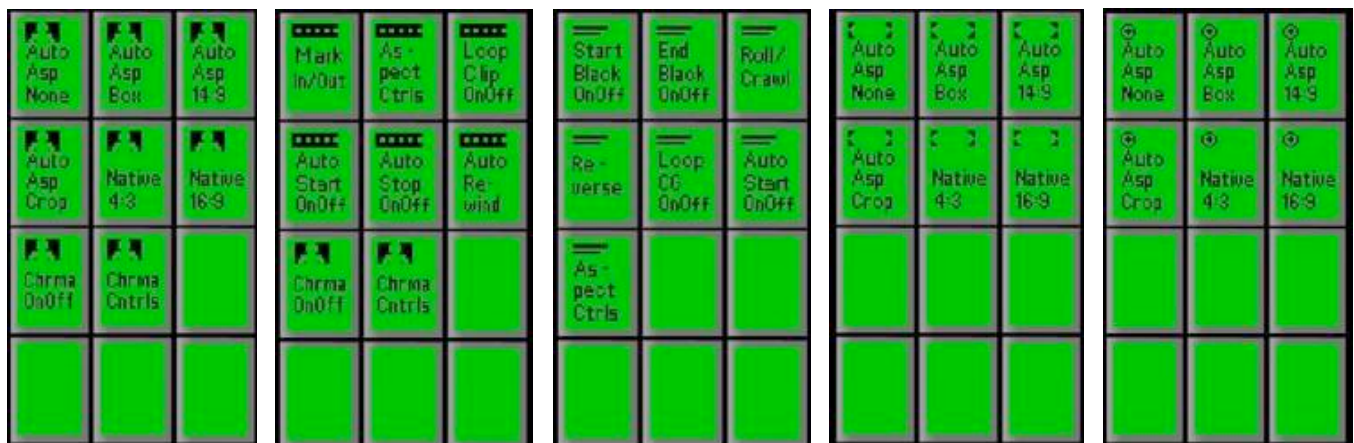 Auto
Asp
None
Auto
Asp
Box
Auto
Asp
14:9
Auto
Asp
Crop
Native
4:3
Native
16:9
Chrma
OnOff
Chrma
Cntrls
Mark
In/Out
As-
pect
Ctrls
Loop
Clip
OnOff
Auto
Start
OnOff
Auto
Stop
OnOff
Auto
Re-
wind
Chrma
OnOff
Chrma
Cntrls
Start
Black
OnOff
End
Black
OnOff
Roll/
Crawl
Re-
verse
Loop
CG
OnOff
Auto
Start
OnOff
As-
pect
Ctrls
Auto
Asp
None
Auto
Asp
Box
Auto
Asp
14:9
Auto
Asp
Crop
Native
4:3
Native
16:9
Auto
Asp
None
Auto
Asp
Box
Auto
Asp
14:9
Auto
Asp
Crop
Native
4:3
Native
16:9